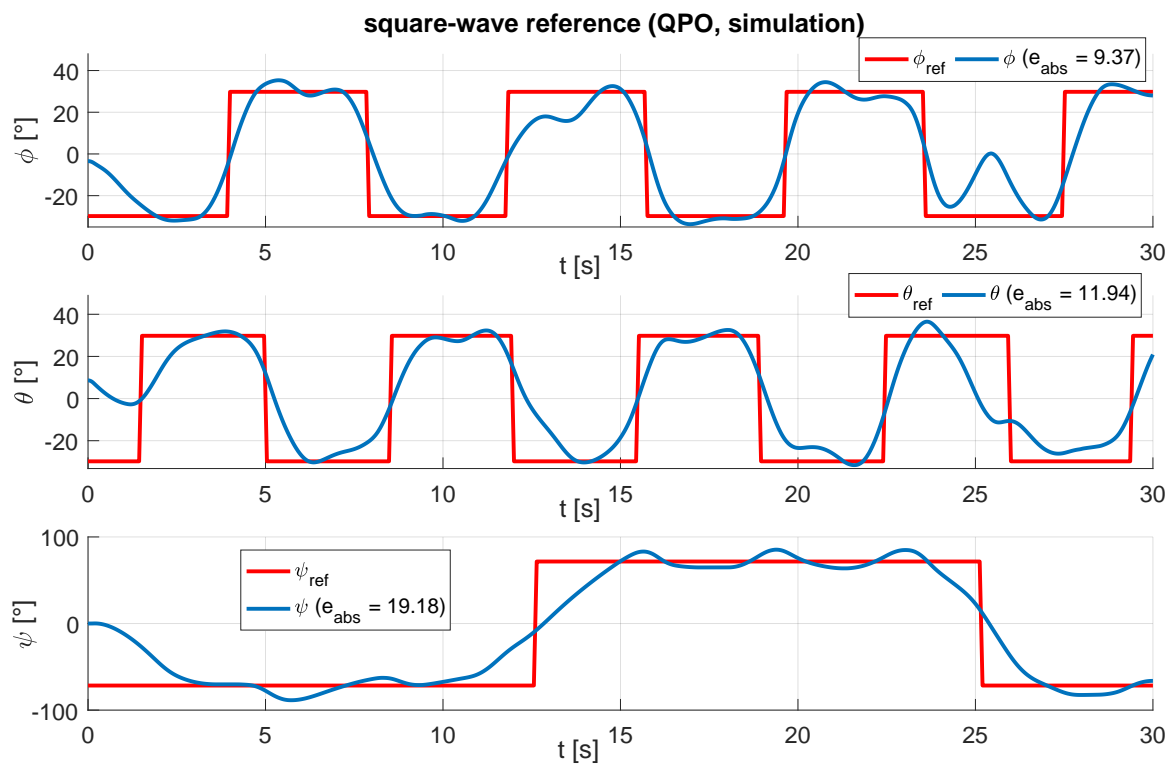 square-wave reference (QPO, simulation)
ϕref ϕ (eabs = 9.37)
40
20
0
-20
ϕ [°]
0 5 10 15 20 25 30
t [s]
θref θ (eabs = 11.94)
40
20
0
-20
θ [°]
0 5 10 15 20 25 30
t [s]
100
0
-100
ψ [°]
ψref
ψ (eabs = 19.18)
0 5 10 15 20 25 30
t [s]